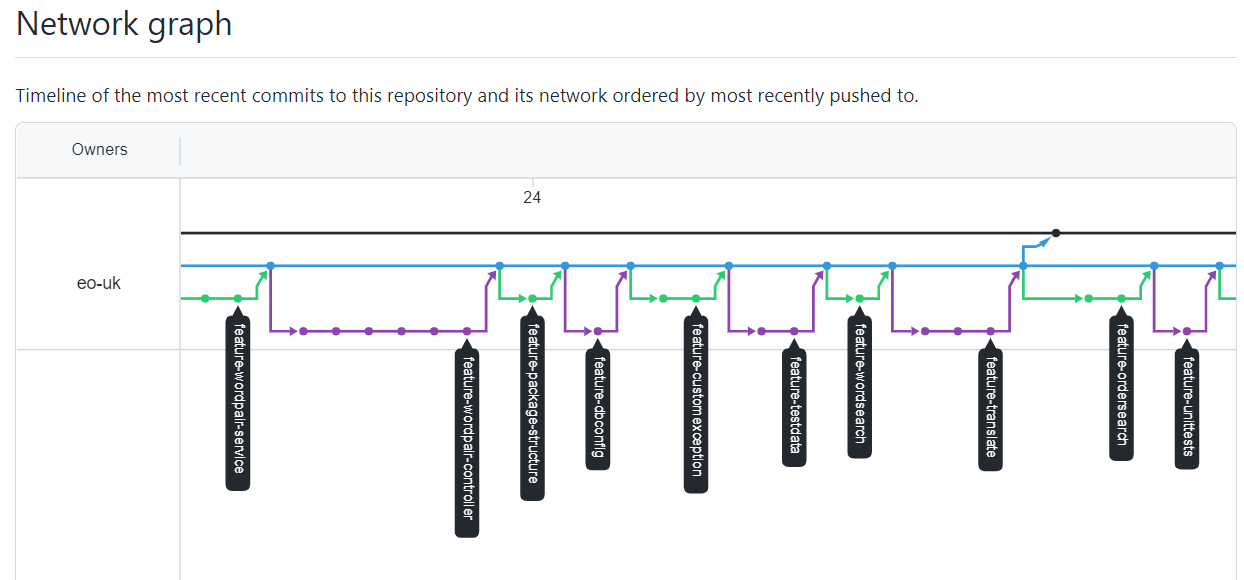 Network graph
Timeline of the most recent commits to this repository and its network ordered by most recently pushed to.
Owners
24
eo-uk
feature-wordpair-service
feature-wordpair-controller
feature-package-structure
feature-dbconfig
feature-customexception
feature-testdata
feature-wordsearch
feature-translate
feature-ordersearch
feature-unittests